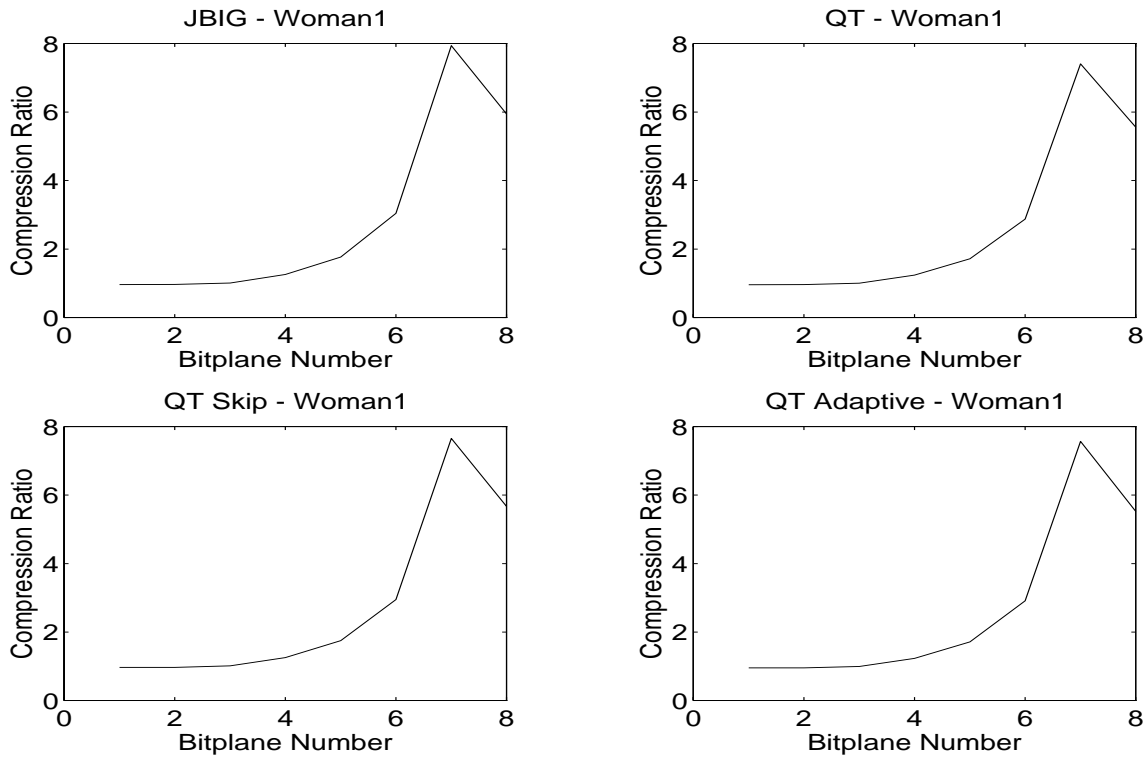 JBIG - Woman1
Compression Ratio
8
6
4
2
0
0 2 4 6 8
Bitplane Number
QT - Woman1
Compression Ratio
8
6
4
2
0
0 2 4 6 8
Bitplane Number
QT Skip - Woman1
Compression Ratio
8
6
4
2
0
0 2 4 6 8
Bitplane Number
QT Adaptive - Woman1
Compression Ratio
8
6
4
2
0
0 2 4 6 8
Bitplane Number